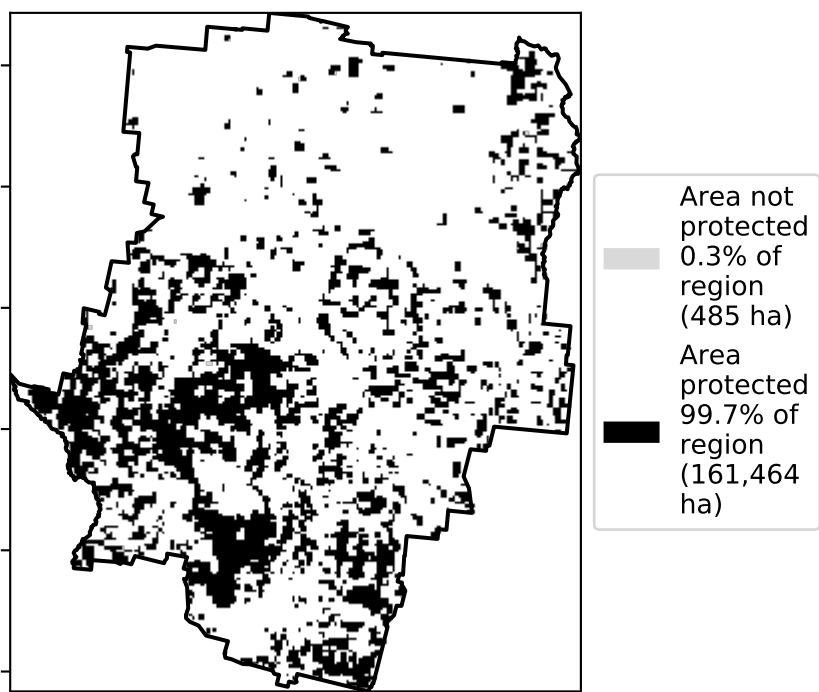 Area not
protected
0.3% of
region
(485 ha)
Area
protected
99.7% of
region
(161,464
ha)